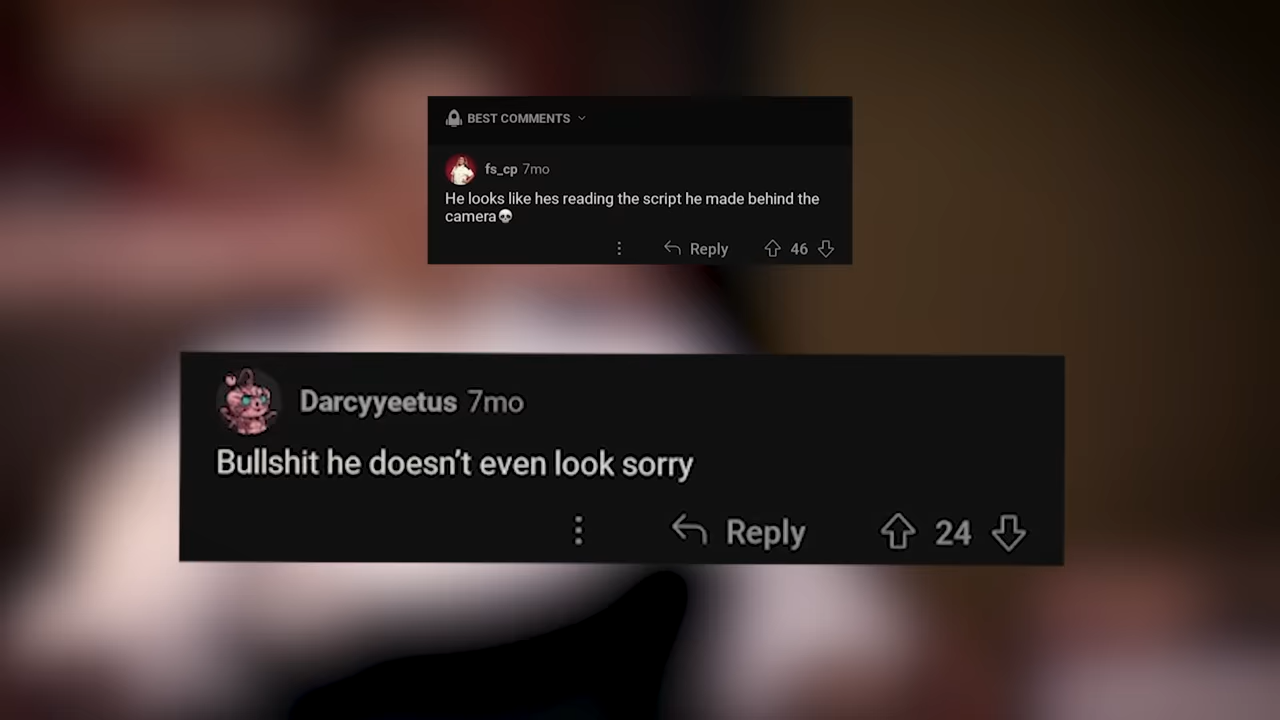 BEST COMMENTS
fs_cp 7mo
He looks like hes reading the script he made behind the
camera💀
Reply 46
Darcyyeetus 7mo
Bullshit he doesn’t even look sorry
Reply 24